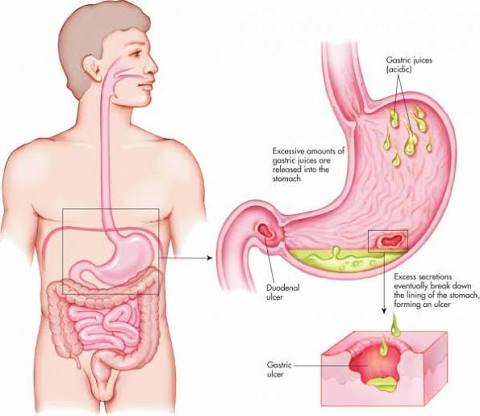 Gastric juices
(acidic)
Excessive amounts of
gastric juices are
released into the
stomach
Duodenal
ulcer
Excess secretions
eventually break down
the lining of the stomach,
forming an ulcer
Gastric
ulcer